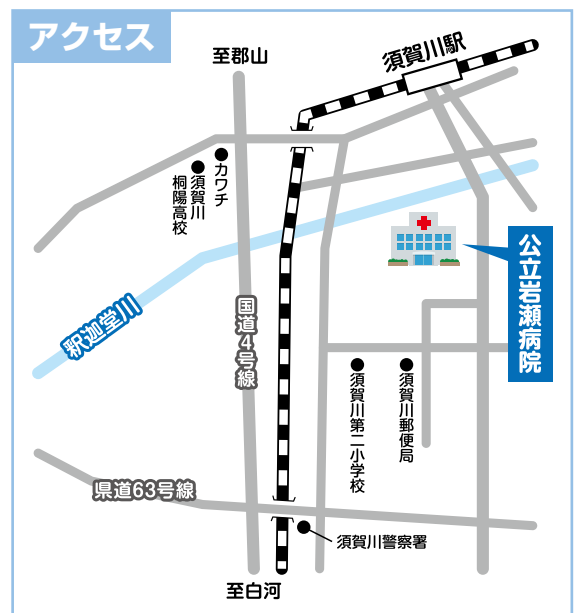 アクセス
至郡山
須賀川駅
カワチ
須賀川
桐陽高校
公立岩瀬病院
釈迦堂川
国道4号線
須賀川郵便局
須賀川第二小学校
県道63号線
須賀川警察署
至白河